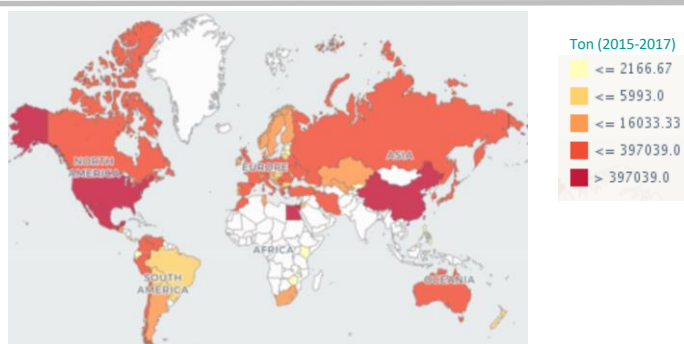 Ton (2015-2017)
<= 2166.67
<= 5993.0
<= 16033.33
<= 397039.0
> 397039.0
NORTH
AMERICA
EUROPE
ASIA
AFRICA
SOUTH
AMERICA
OCEANIA